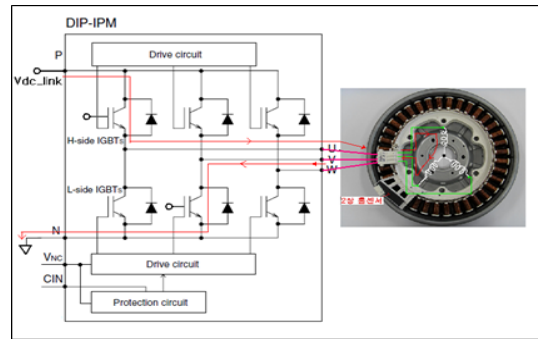 DIP-IPM
P
Drive circuit
Vdc_link
H-side IGBTs
U
V
W
L-side IGBTs
N
VNC
Drive circuit
CIN
Protection circuit